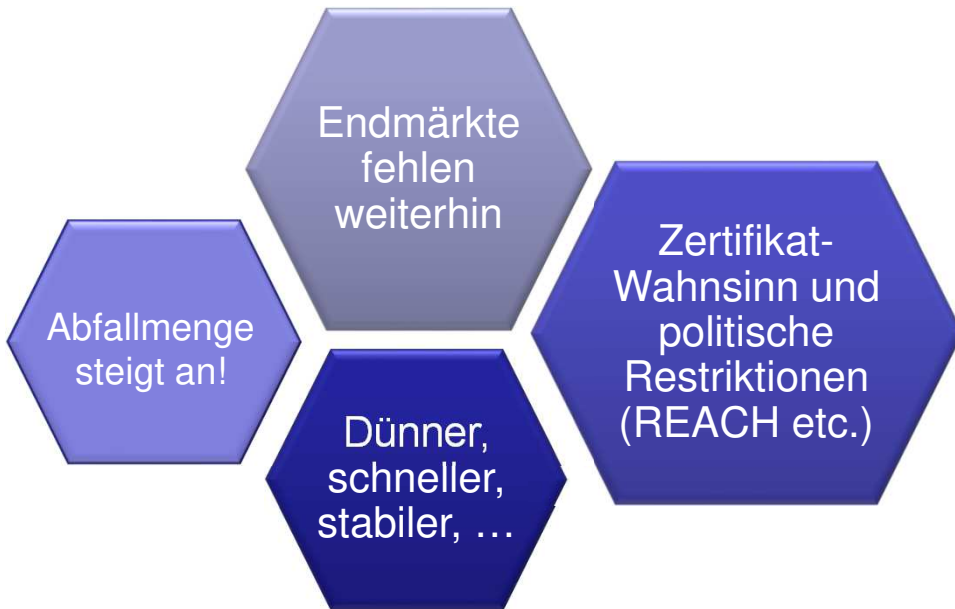 Endmärkte
fehlen
weiterhin
Zertifikat-
Wahnsinn und
politische
Restriktionen
(REACH etc.)
Abfallmenge
steigt an!
Dünner,
schneller,
stabiler, …